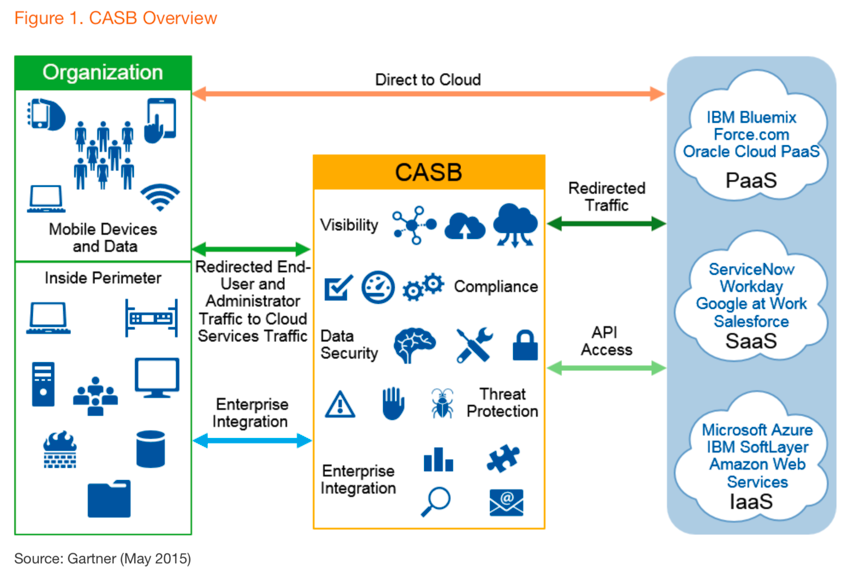 Figure 1. CASB Overview
Organization
Mobile Devices
and Data
Inside Perimeter
Direct to Cloud
Redirected End-
User and
Administrator
Traffic to Cloud
Services Traffic
Enterprise
Integration
CASB
Visibility
Compliance
Data
Security
Threat
Protection
Enterprise
Integration
@
Redirected
Traffic
API
Access
IBM Bluemix
Force.com
Oracle Cloud PaaS
PaaS
ServiceNow
Workday
Google at Work
Salesforce
SaaS
Microsoft Azure
IBM SoftLayer
Amazon Web
Services
IaaS
Source: Gartner (May 2015)